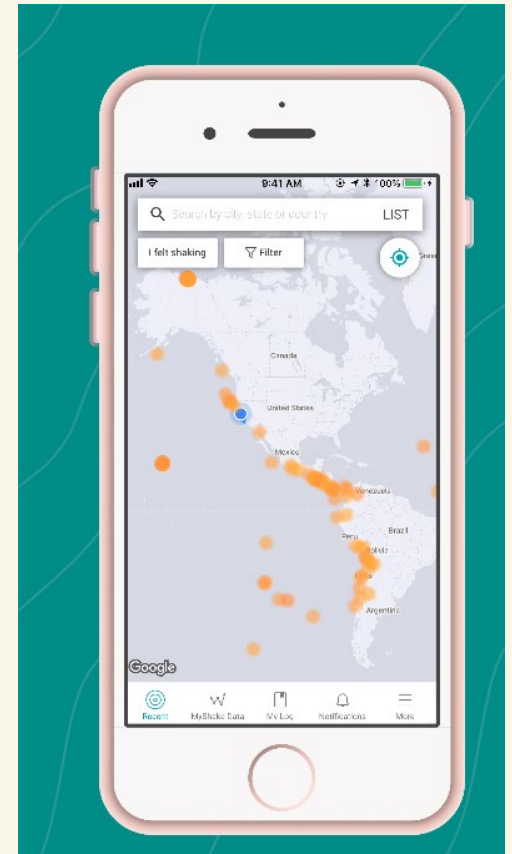 9:41 AM
100%
Search by city, state or country
LIST
I felt shaking
Filter
Canada
United States
Mexico
Venezuela
Peru
Brazil
Bolivia
Chile
Argentina
Google
Recent
MyShake Data
My Log
Notifications
More